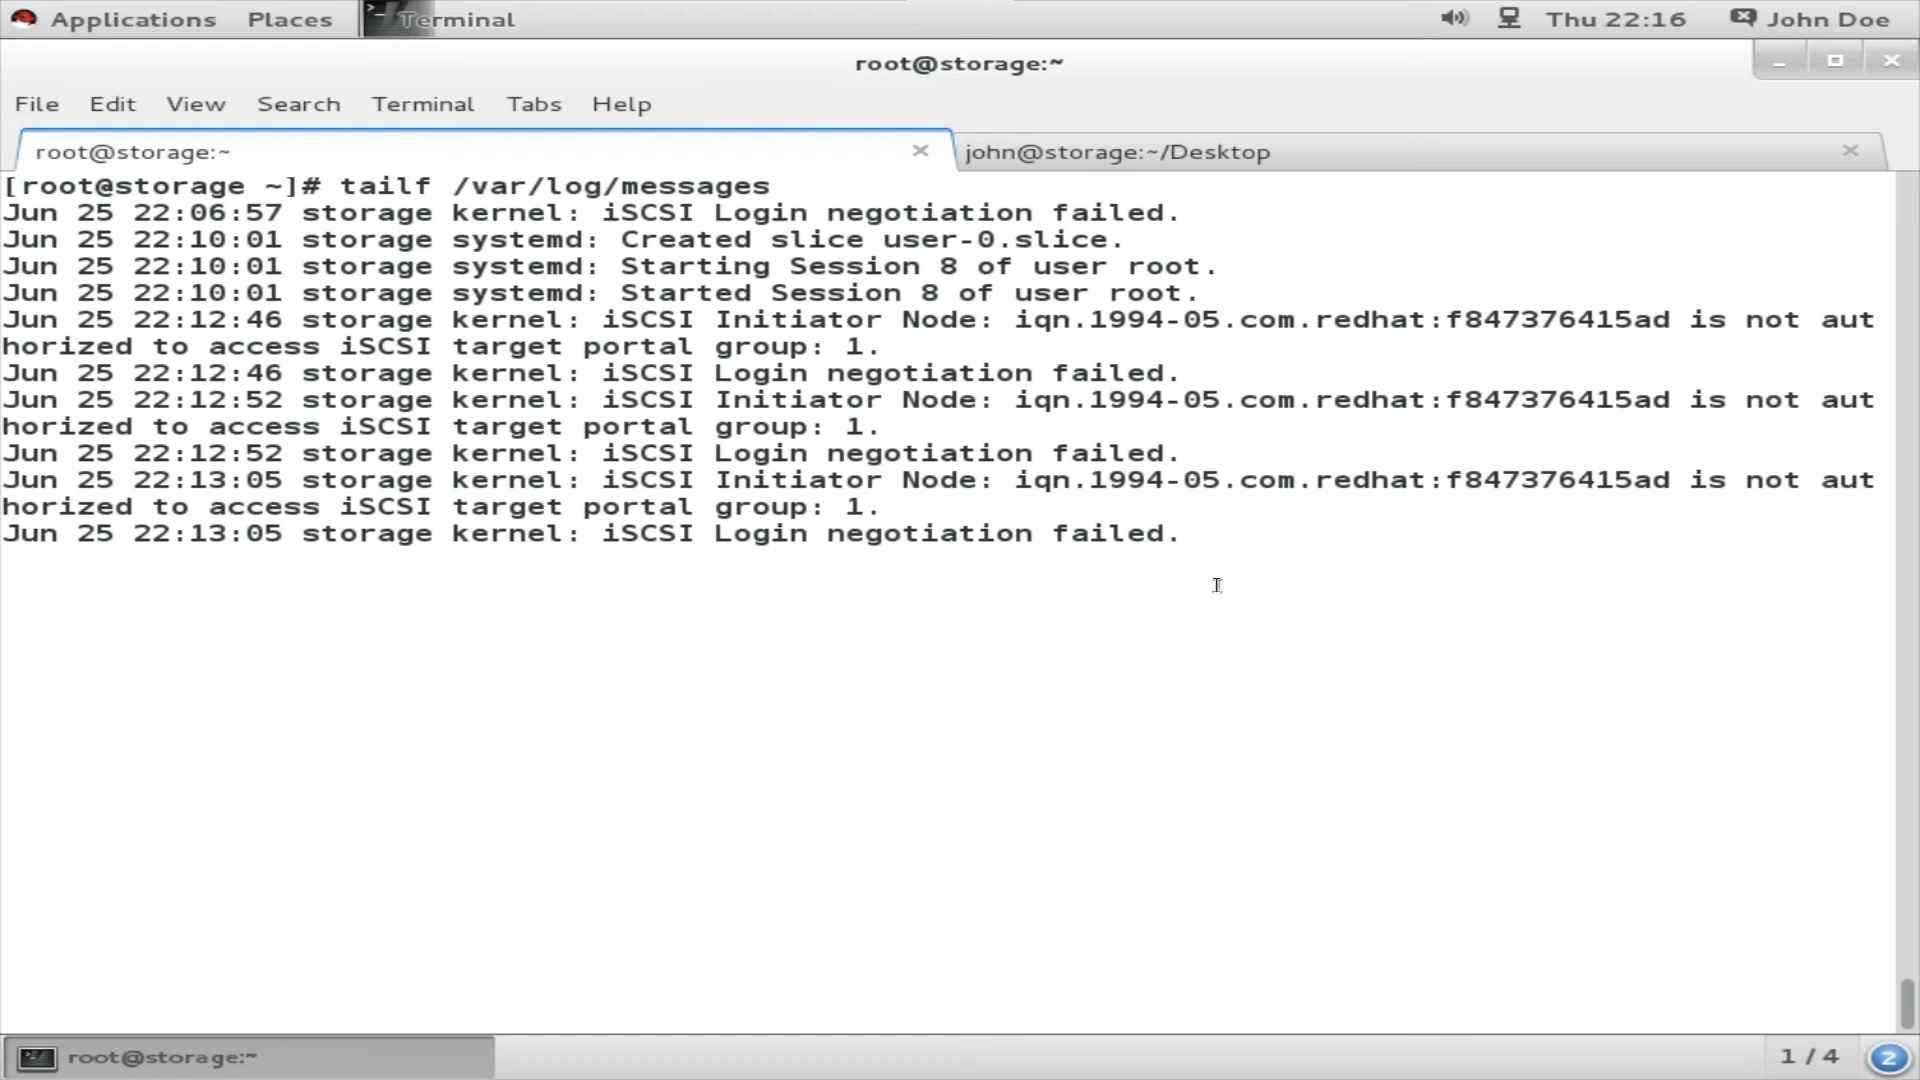 Applications Places Terminal Thu 22:16 John Doe
root@storage:~
File Edit View Search Terminal Tabs Help
root@storage:~ john@storage:~/Desktop
[root@storage ~]# tailf /var/log/messages
Jun 25 22:06:57 storage kernel: iSCSI Login negotiation failed.
Jun 25 22:10:01 storage systemd: Created slice user-0.slice.
Jun 25 22:10:01 storage systemd: Starting Session 8 of user root.
Jun 25 22:10:01 storage systemd: Started Session 8 of user root.
Jun 25 22:12:46 storage kernel: iSCSI Initiator Node: iqn.1994-05.com.redhat:f847376415ad is not aut
horized to access iSCSI target portal group: 1.
Jun 25 22:12:46 storage kernel: iSCSI Login negotiation failed.
Jun 25 22:12:52 storage kernel: iSCSI Initiator Node: iqn.1994-05.com.redhat:f847376415ad is not aut
horized to access iSCSI target portal group: 1.
Jun 25 22:12:52 storage kernel: iSCSI Login negotiation failed.
Jun 25 22:13:05 storage kernel: iSCSI Initiator Node: iqn.1994-05.com.redhat:f847376415ad is not aut
horized to access iSCSI target portal group: 1.
Jun 25 22:13:05 storage kernel: iSCSI Login negotiation failed.
root@storage:~ 1 / 4 2